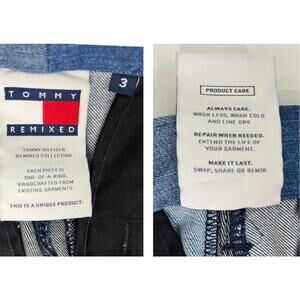 TOMMY
REMIXED
3
TOMMY HILFIGER
REMIXED COLLECTION
EACH PIECE IS
ONE-OF-A-KIND,
HANDCRAFTED FROM
EXISTING GARMENTS.
THIS IS A UNIQUE PRODUCT.
PRODUCT CARE
ALWAYS CARE.
WASH LESS, WASH COLD
AND LINE DRY.
REPAIR WHEN NEEDED.
EXTEND THE LIFE OF
YOUR GARMENT.
MAKE IT LAST.
SWAP, SHARE OR REMIX.